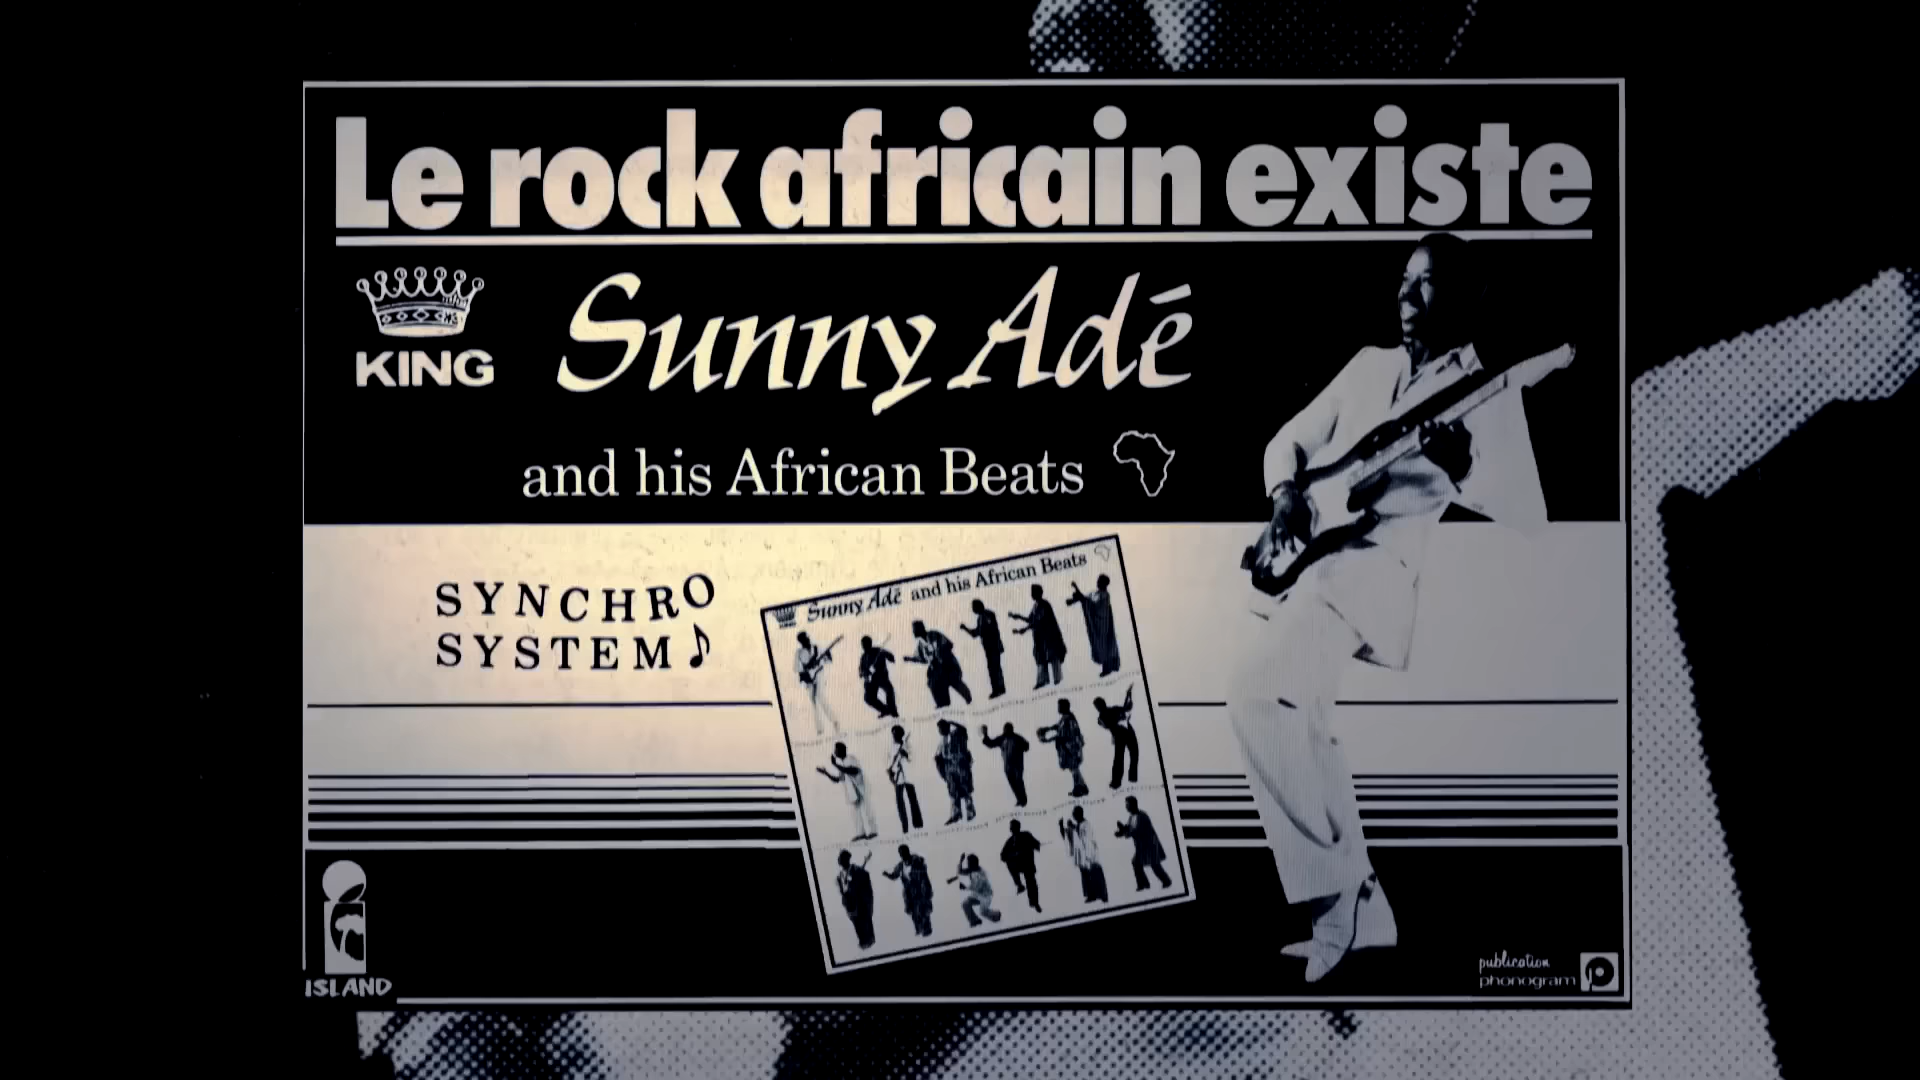 Le rock africain existe
KING
Sunny Adé
and his African Beats
SYNCHRO
SYSTEM
Sunny Adé and his African Beats
ISLAND
publication
phonogram